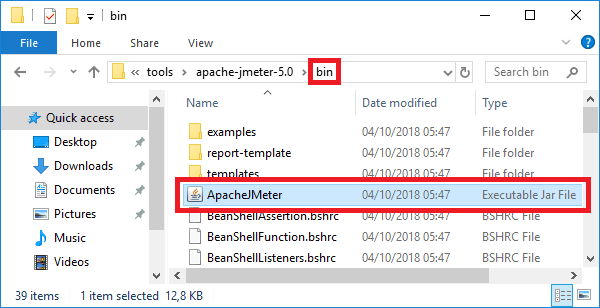 bin
File Home Share View
tools apache-jmeter-5.0 bin
Name Date modified Type
Quick access
Desktop
Downloads
Documents
Pictures
Music
Videos
examples 04/10/2018 05:47 File folder
report-template 04/10/2018 05:47 File folder
templates 04/10/2018 05:47 File folder
ApacheJMeter 04/10/2018 05:47 Executable Jar File
BeanShellAssertion.bshrc 04/10/2018 05:47 BSHRC File
BeanShellFunction.bshrc 04/10/2018 05:47 BSHRC File
BeanShellListeners.bshrc 04/10/2018 05:47 BSHRC File
39 items 1 item selected 12,8 KB